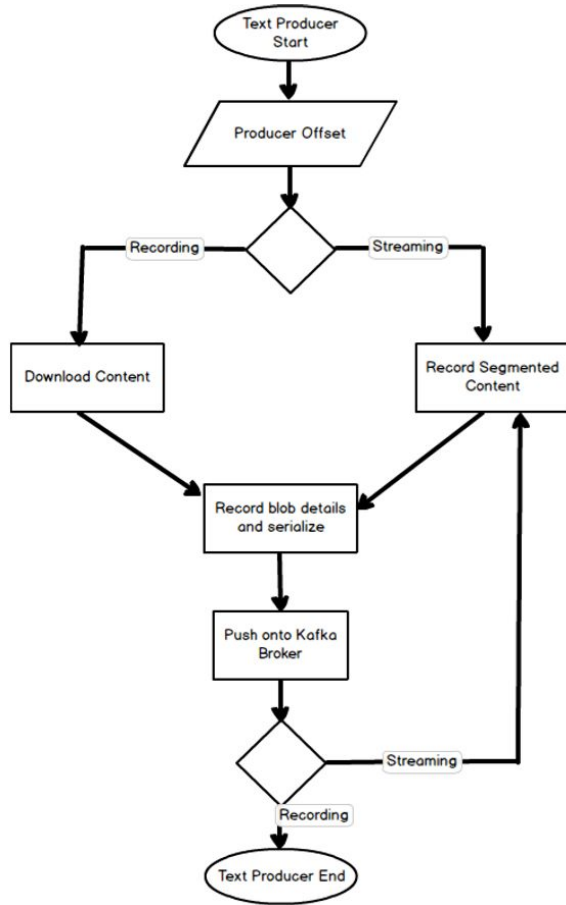 Text Producer
Start
Producer Offset
Recording
Streaming
Download Content
Record Segmented
Content
Record blob details
and serialize
Push onto Kafka
Broker
Streaming
Recording
Text Producer End